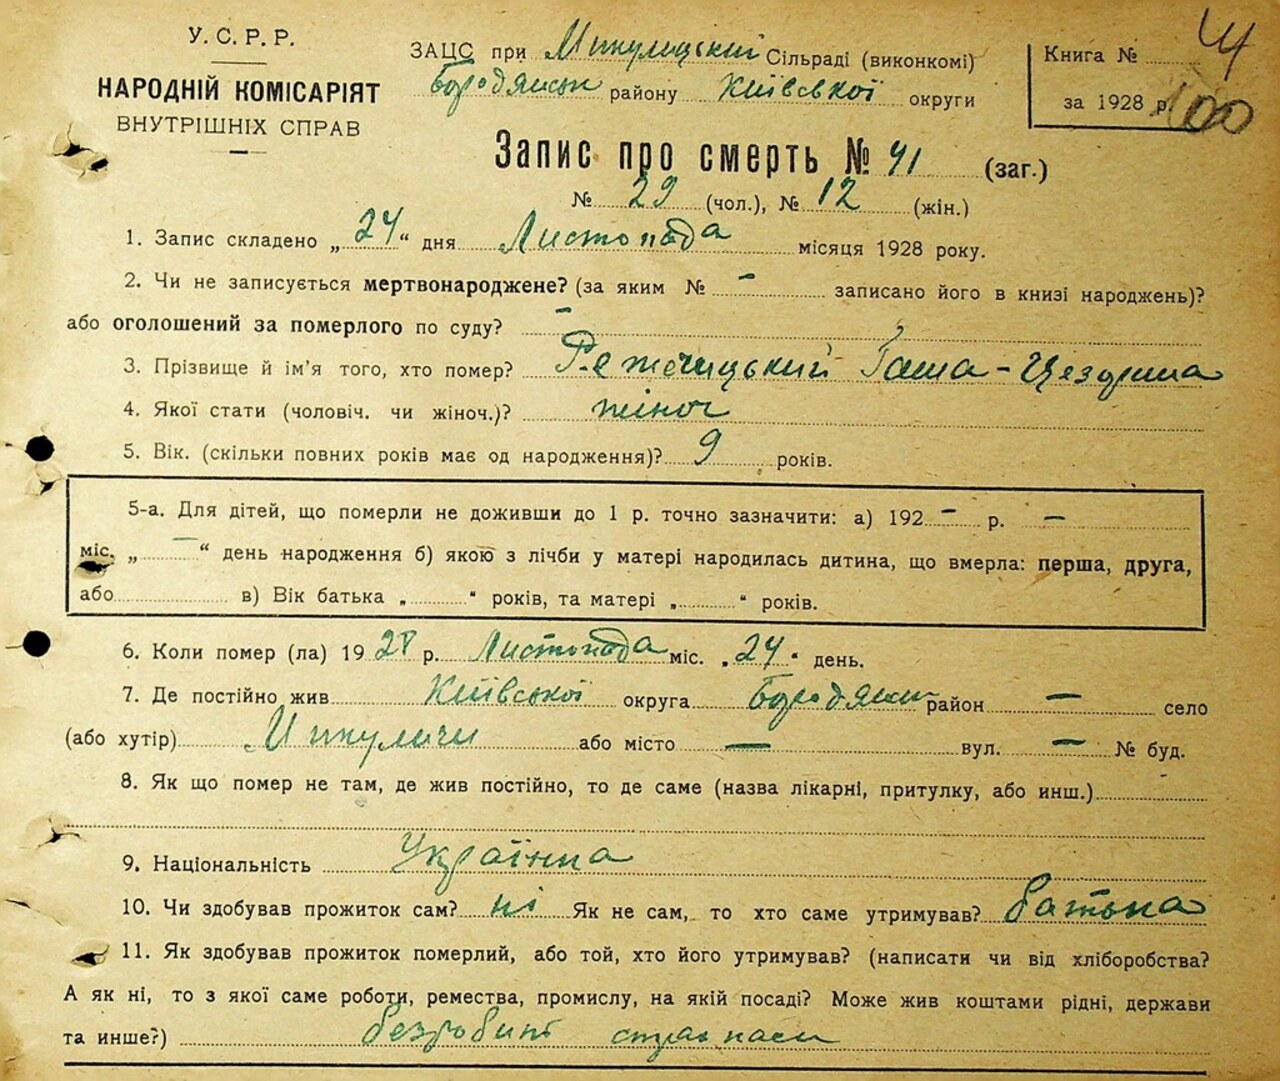 У. С. Р. Р.
НАРОДНІЙ КОМІСАРІЯТ
ВНУТРІШНІХ СПРАВ
ЗАЦС при Микулицькій Сільраді (виконкомі)
Бородянськ району Київської округи
Книга №
за 1928 р. 100
Запис про смерть № 41 (заг.)
№ 29 (чол.), № 12 (жін.)
1. Запис складено „ 24 “ дня Листопада місяця 1928 року.
2. Чи не записується мертвонароджене? (за яким № - записано його в книзі народжень)?
або оголошений за померлого по суду? -
3. Прізвище й ім'я того, хто помер?
4. Якої стати (чоловіч. чи жіноч.)? жіноч
5. Вік. (скільки повних років має од народження)? 9 років.
5-а. Для дітей, що померли не доживши до 1 р. точно зазначити: а) 192 - р. -
міс. „ - “ день народження б) якою з лічби у матері народилась дитина, що вмерла: перша, друга,
або в) Вік батька „ “ років, та матері „ “ років.
6. Коли помер (ла) 1928 р. Листопада міс. „24“ день.
7. Де постійно жив Київської округа Бородянськ район - село
(або хутір) Микуличи або місто - вул. - № буд.
8. Як що помер не там, де жив постійно, то де саме (назва лікарні, притулку, або инш.)
9. Національність Українка
10. Чи здобував прожиток сам? ні Як не сам, то хто саме утримував? батька
11. Як здобував прожиток померлий, або той, хто його утримував? (написати чи від хліборобства?
А як ні, то з якої саме роботи, ремества, промислу, на якій посаді? Може жив коштами рідні, держави
та инше?) безробит страхкаси